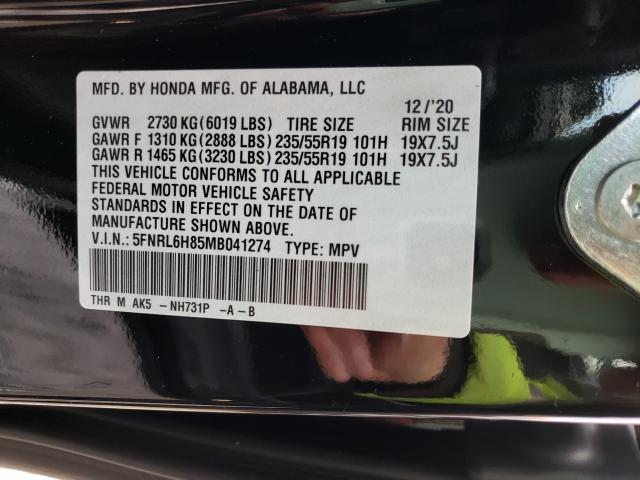 MFD. BY HONDA MFG. OF ALABAMA, LLC
12/'20
GVWR 2730 KG(6019 LBS) TIRE SIZE RIM SIZE
GAWR F 1310 KG(2888 LBS) 235/55R19 101H 19X7.5J
GAWR R 1465 KG(3230 LBS) 235/55R19 101H 19X7.5J
THIS VEHICLE CONFORMS TO ALL APPLICABLE
FEDERAL MOTOR VEHICLE SAFETY
STANDARDS IN EFFECT ON THE DATE OF
MANUFACTURE SHOWN ABOVE.
V.I.N.: 5FNRL6H85MB041274 TYPE: MPV
THR M AK5 -NH731P -A-B